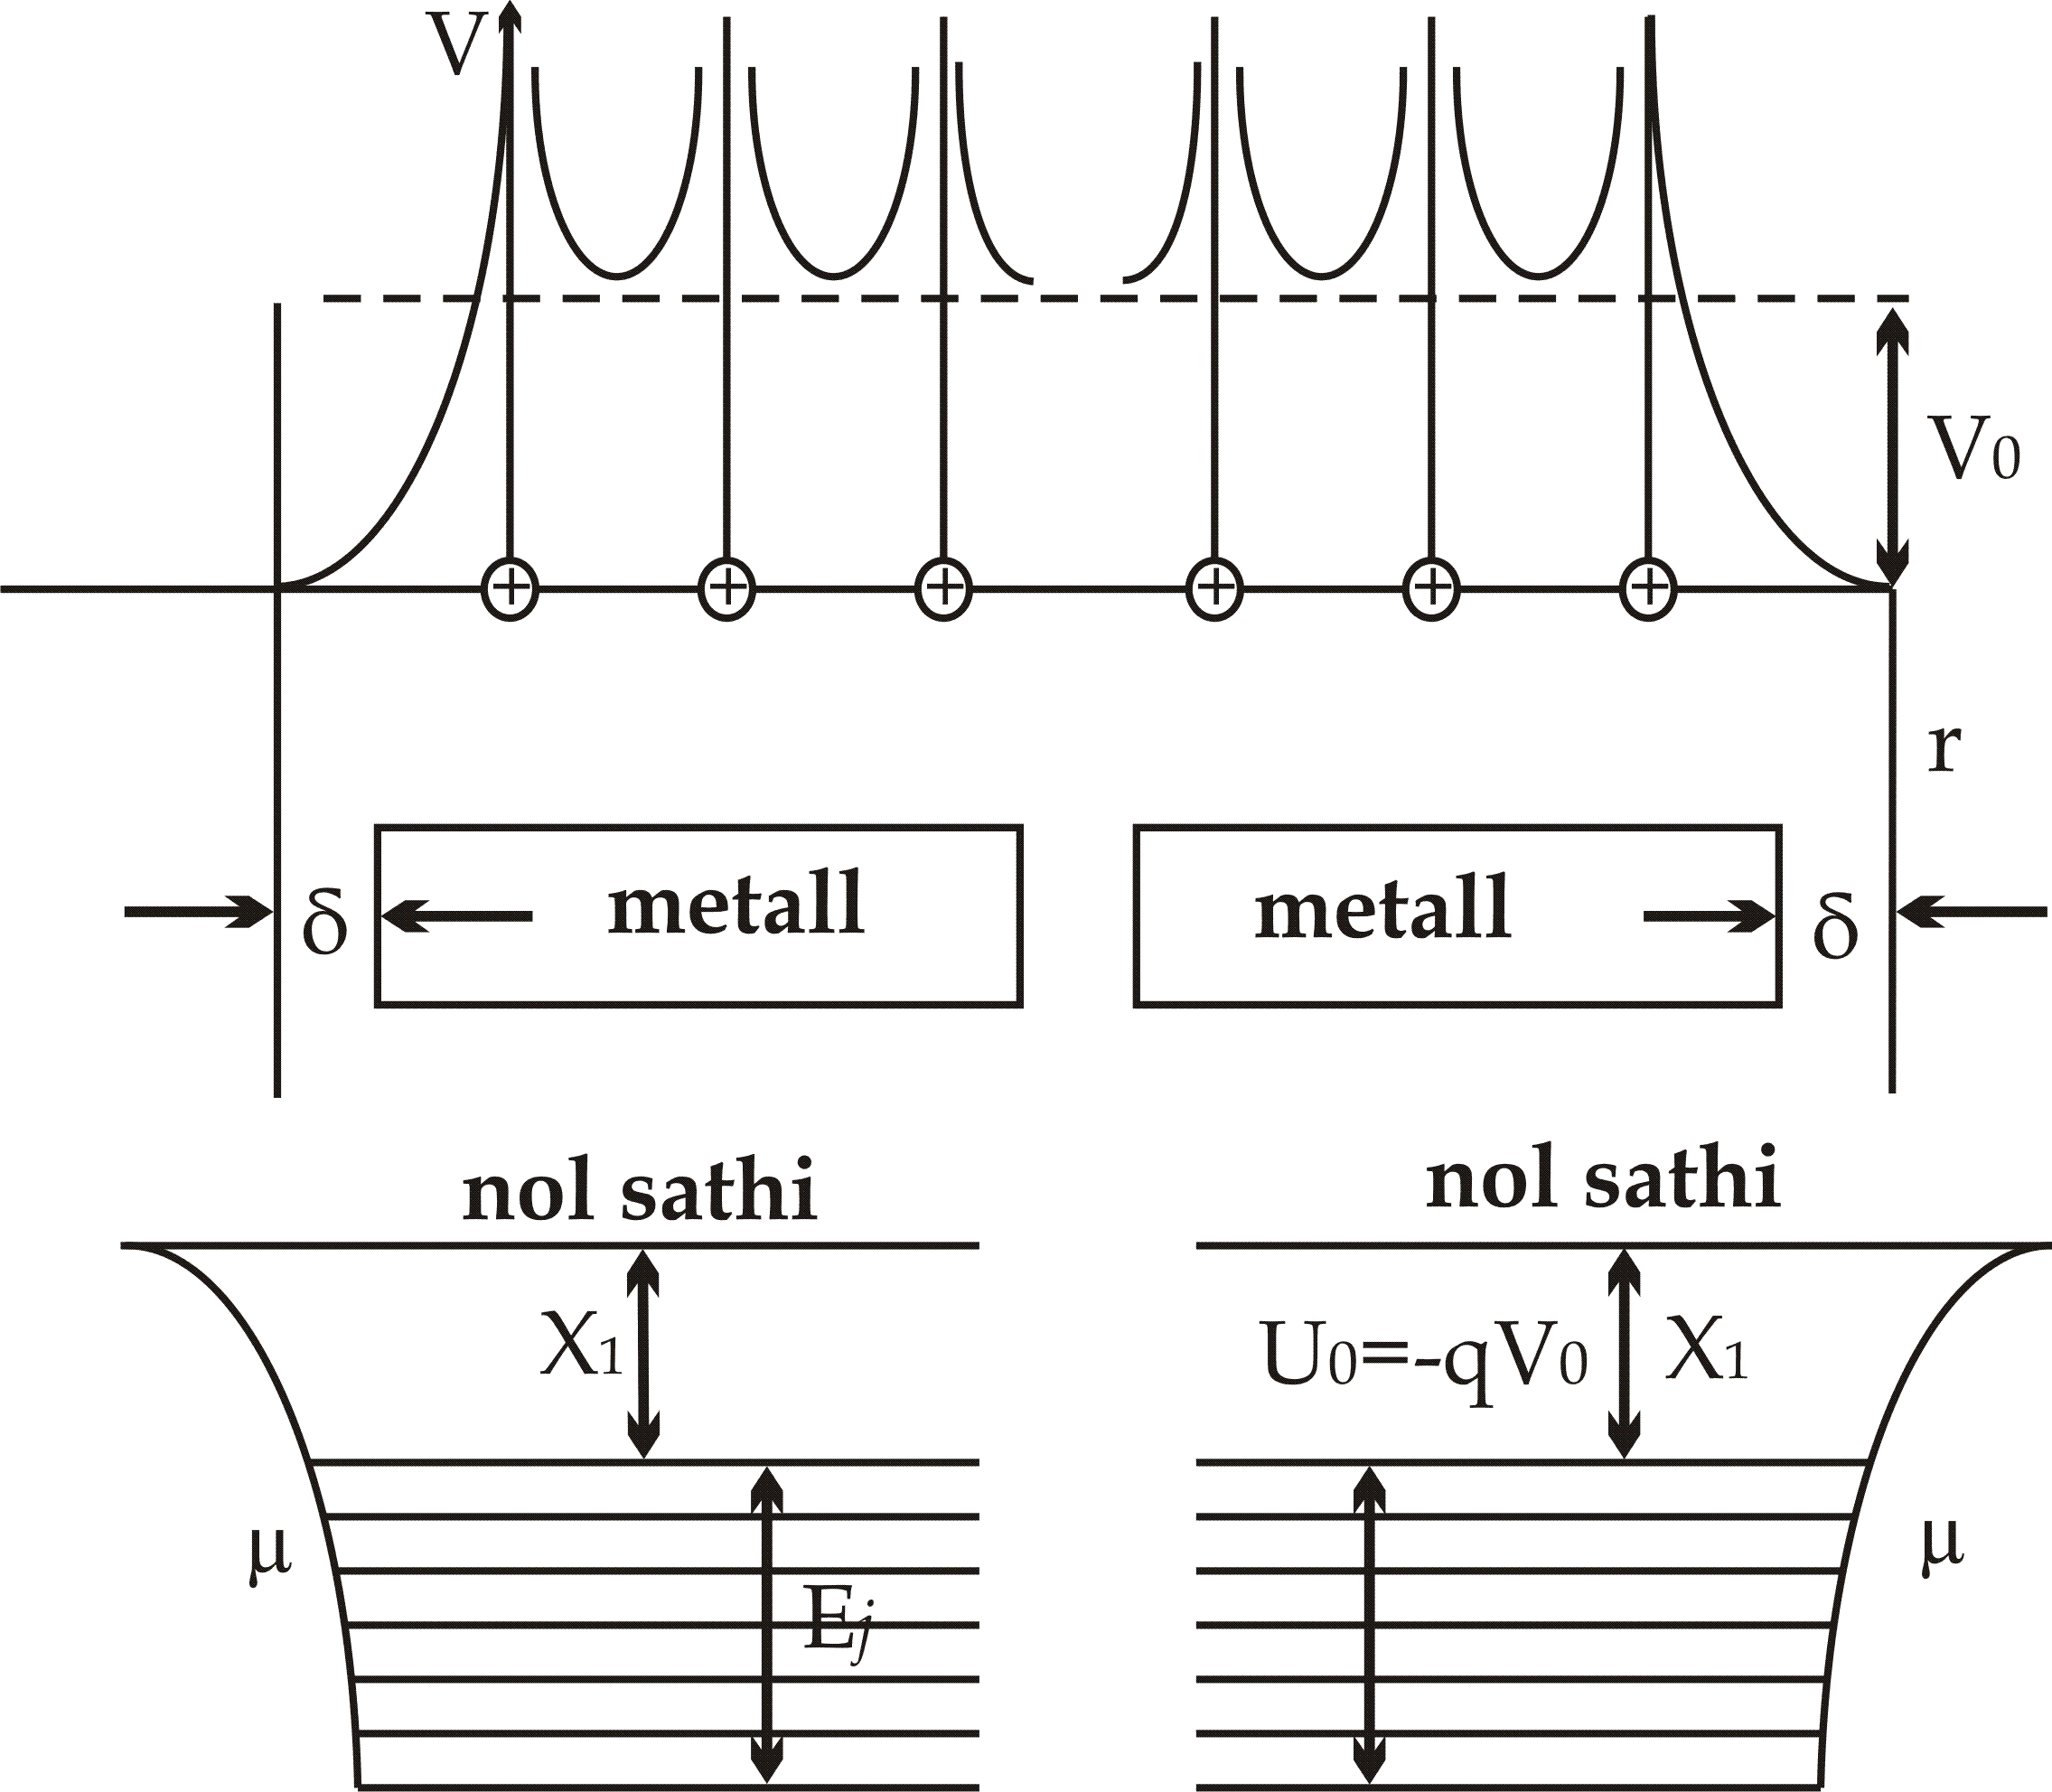 V
+ + + + + +
V₀
r
δ metall metall δ
nol sathi nol sathi
X₁ U₀=-qV₀ X₁
μ Eⱼ μ